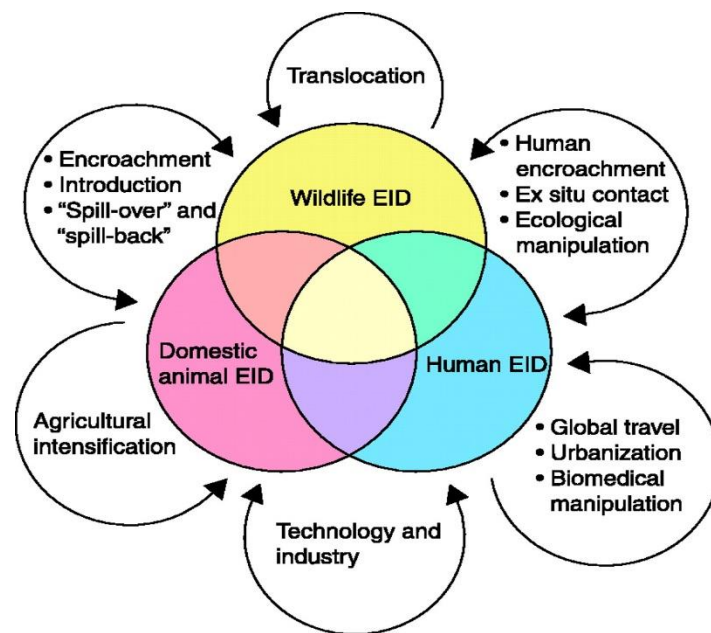 Translocation
• Encroachment
• Introduction
• “Spill-over” and
“spill-back”
Wildlife EID
• Human
encroachment
• Ex situ contact
• Ecological
manipulation
Domestic
animal EID
Human EID
Agricultural
intensification
• Global travel
• Urbanization
• Biomedical
manipulation
Technology and
industry